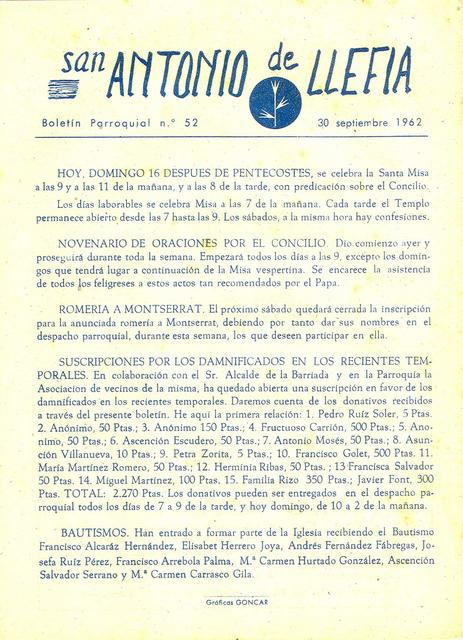 san ANTONIO de LLEFIA
Boletín Parroquial n.° 52 30 septiembre 1962
HOY, DOMINGO 16 DESPUES DE PENTECOSTES, se celebra la Santa Misa
a las 9 y a las 11 de la mañana, y a las 8 de la tarde, con predicación sobre el Concilio.
Los días laborables se celebra Misa a las 7 de la mañana. Cada tarde el Templo
permanece abierto desde las 7 hasta las 9. Los sábados, a la misma hora hay confesiones.
NOVENARIO DE ORACIONES POR EL CONCILIO. Dio comienzo ayer y
proseguirá durante toda la semana. Empezará todos los días a las 9, excepto los domin-
gos que tendrá lugar a continuación de la Misa vespertina. Se encarece la asistencia
de todos los feligreses a estos actos tan recomendados por el Papa.
ROMERIA A MONTSERRAT. El próximo sábado quedará cerrada la inscripción
para la anunciada romería a Montserrat, debiendo por tanto dar sus nombres en el
despacho parroquial, durante esta semana, los que deseen participar en ella.
SUSCRIPCIONES POR LOS DAMNIFICADOS EN LOS RECIENTES TEM-
PORALES. En colaboración con el Sr. Alcalde de la Barriada y en la Parroquia la
Asociacion de vecinos de la misma, ha quedado abierta una suscripción en favor de los
damnificados en los recientes temporales. Daremos cuenta de los donativos recibidos
a través del presente boletín. He aquí la primera relación: 1. Pedro Ruíz Soler, 5 Ptas.
2. Anónimo, 50 Ptas.; 3. Anónimo 150 Ptas.; 4. Fructuoso Carrión, 500 Ptas.; 5. Ano-
nimo, 50 Ptas.; 6. Ascención Escudero, 50 Ptas.; 7. Antonio Mosés, 50 Ptas.; 8. Asun-
ción Villanueva, 10 Ptas.; 9. Petra Zorita, 5 Ptas.; 10. Francisco Golet, 500 Ptas. 11.
María Martínez Romero, 50 Ptas.; 12. Herminia Ribas, 50 Ptas. ; 13 Francisca Salvador
50 Ptas. 14. Miguel Martínez, 100 Ptas. 15. Familia Rizo 350 Ptas.; Javier Font, 300
Ptas. TOTAL: 2.270 Ptas. Los donativos pueden ser entregados en el despacho pa-
rroquial todos los días de 7 a 9 de la tarde, y hoy domingo, de 10 a 2 de la mañana.
BAUTISMOS. Han entrado a formar parte de la Iglesia recibiendo el Bautismo
Francisco Alcaráz Hernández, Elisabet Herrero Joya, Andrés Fernández Fábregas, Jo-
sefa Ruíz Pérez, Francisco Arrebola Palma, M.ª Carmen Hurtado González, Ascención
Salvador Serrano y M.ª Carmen Carrasco Gila.
Gráficas GONCAR